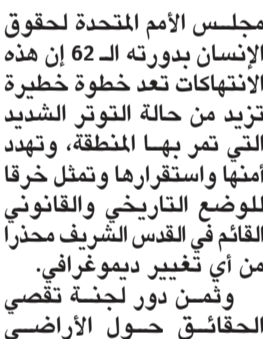 مجلس الأمم المتحدة لحقوق
الإنسان بدورته الـ 62 إن هذه
الانتهاكات تعد خطوة خطيرة
تزيد من حالة التوتر الشديد
التي تمر بها المنطقة، وتهدد
أمنها واستقرارها وتمثل خرقا
للوضع التاريخي والقانوني
القائم في القدس الشريف محذرا
من أي تغيير ديموغرافي.
وثمن دور لجنة تقصي
الحقائق حول الأراضي